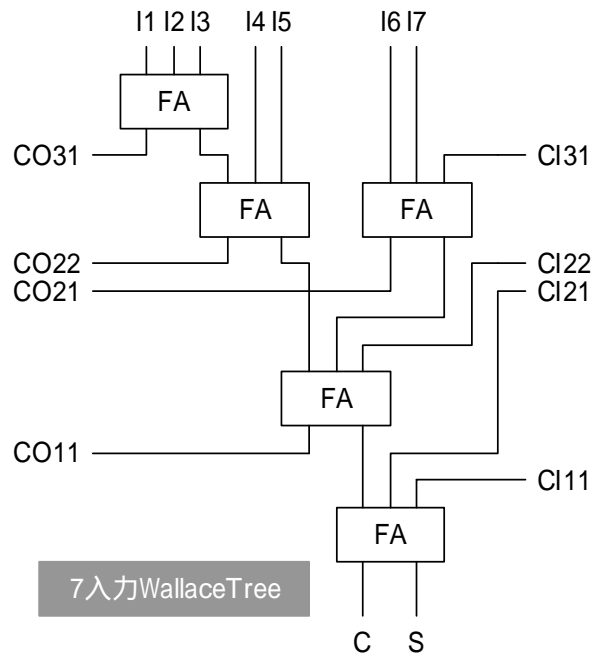 I1 I2 I3 I4 I5 I6 I7
FA
CO31 CI31
FA FA
CO22 CI22
CO21 CI21
FA
CO11 CI11
FA
7入力WallaceTree
C S